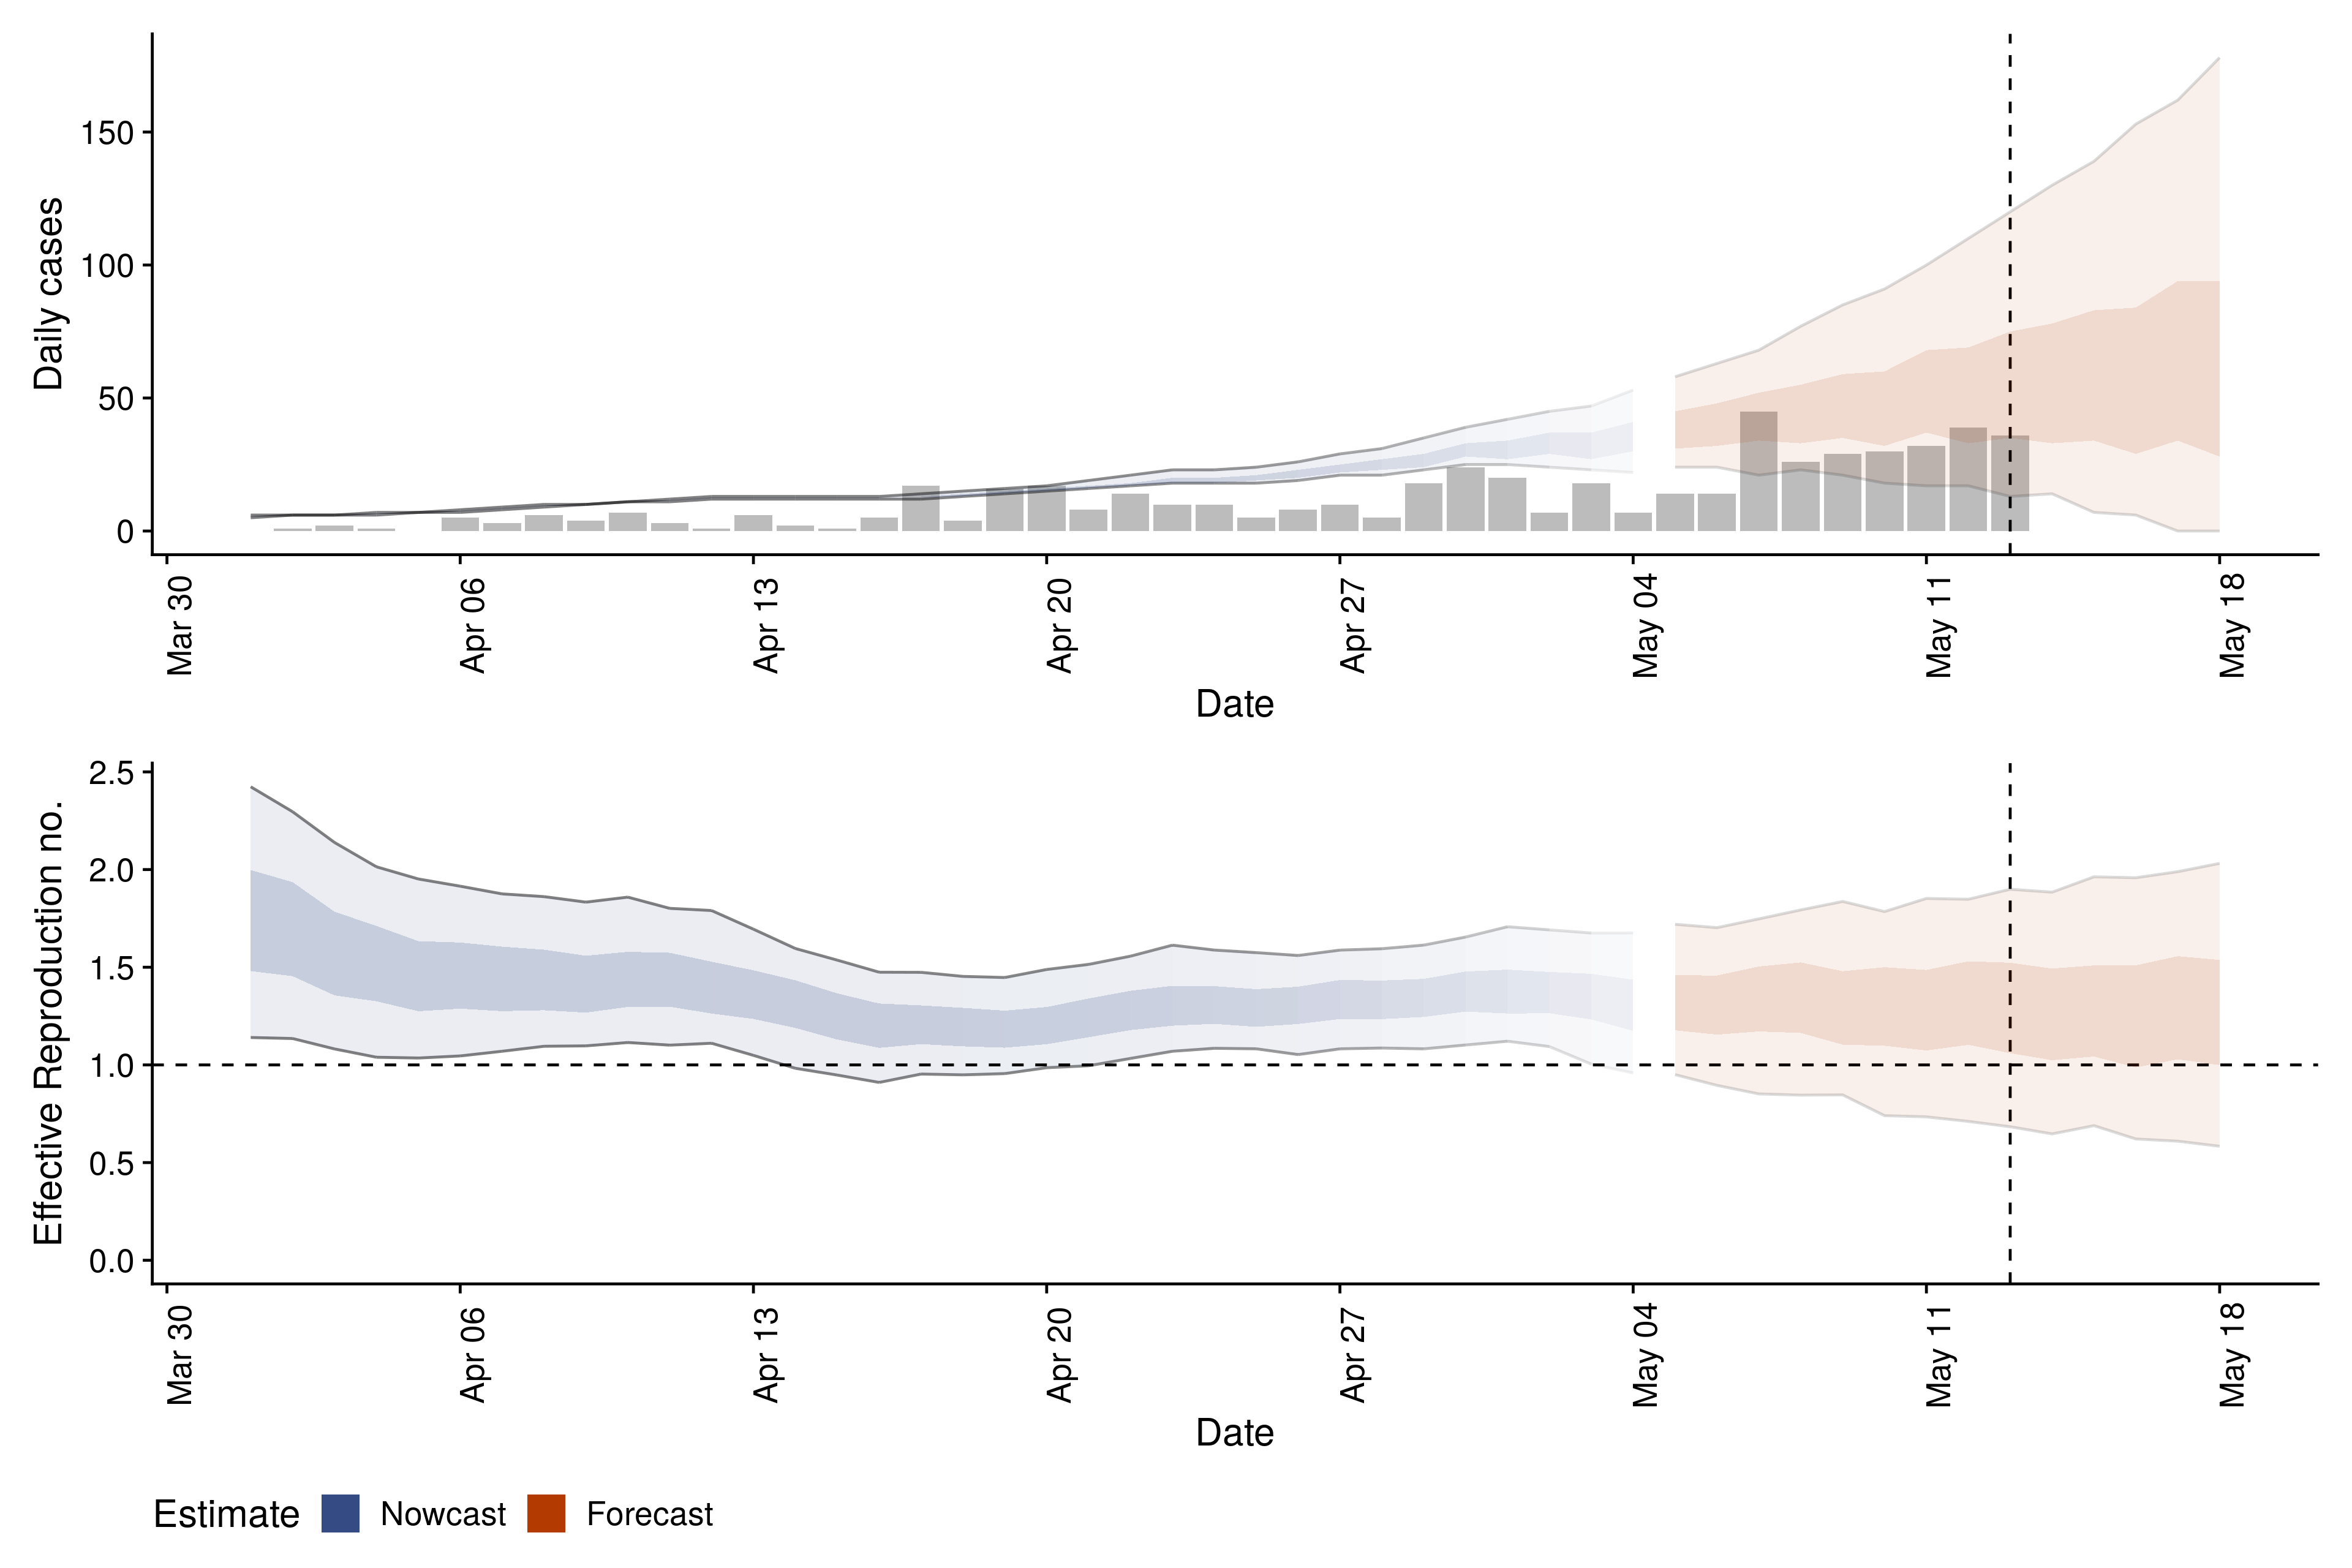 Daily cases
150
100
50
0
Mar 30
Apr 06
Apr 13
Apr 20
Apr 27
May 04
May 11
May 18
Date
Effective Reproduction no.
2.5
2.0
1.5
1.0
0.5
0.0
Mar 30
Apr 06
Apr 13
Apr 20
Apr 27
May 04
May 11
May 18
Date
Estimate Nowcast Forecast